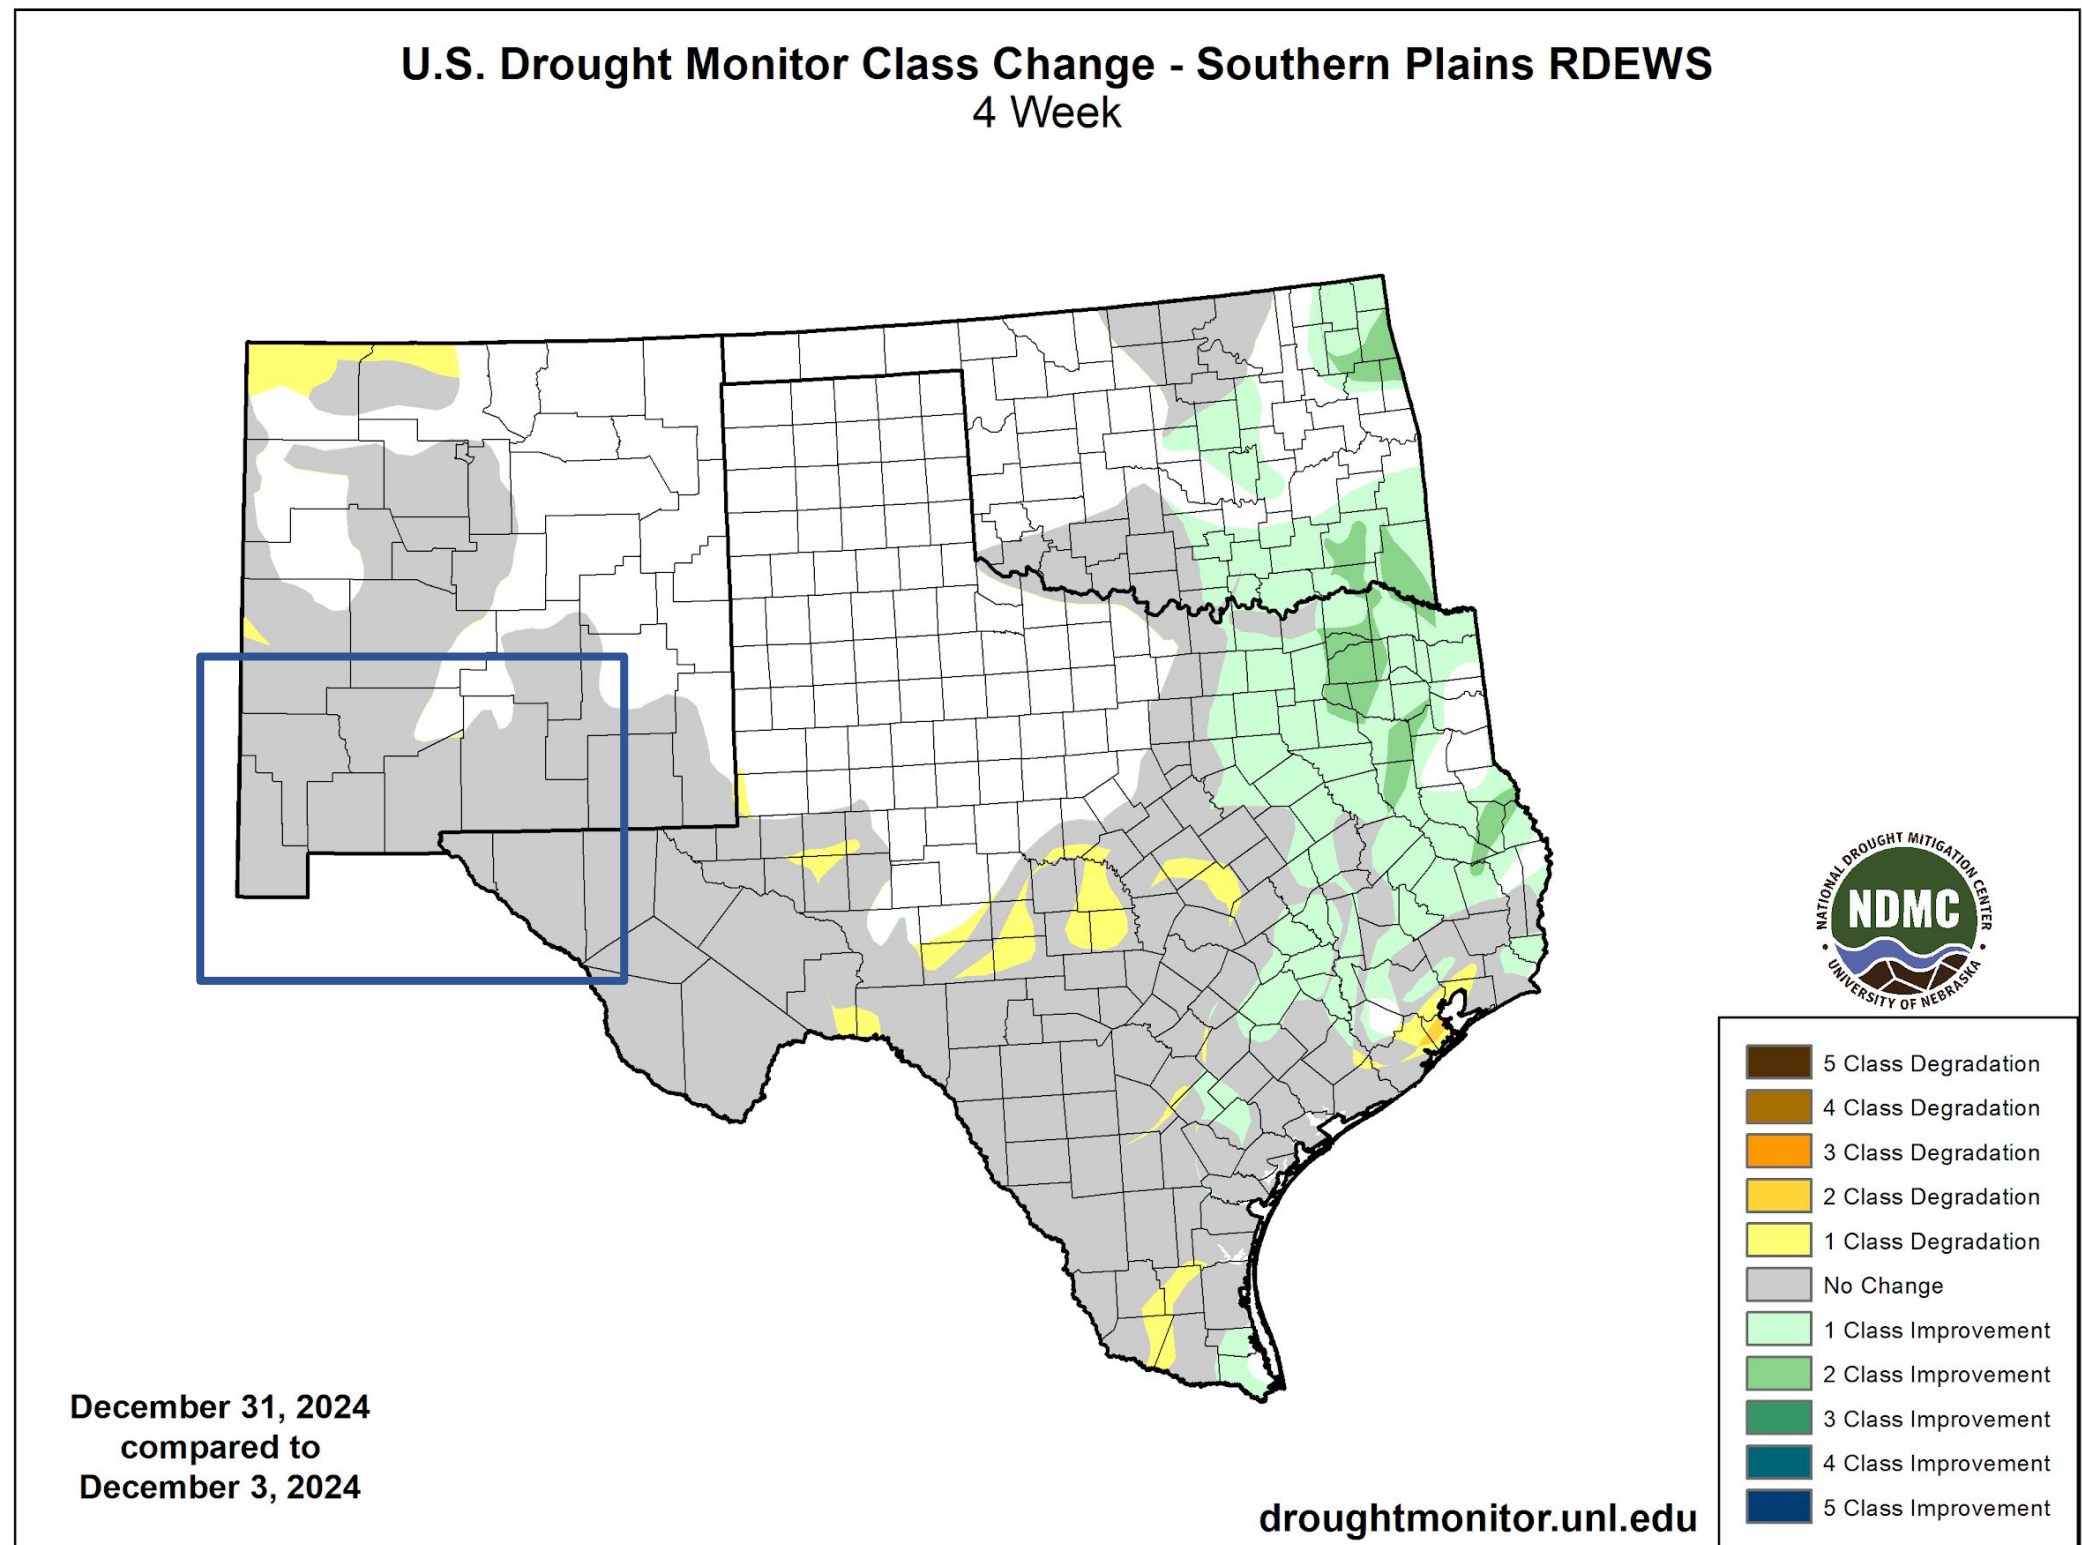 U.S. Drought Monitor Class Change - Southern Plains RDEWS
4 Week
NATIONAL DROUGHT MITIGATION CENTER
NDMC
UNIVERSITY OF NEBRASKA
5 Class Degradation
4 Class Degradation
3 Class Degradation
2 Class Degradation
1 Class Degradation
No Change
1 Class Improvement
2 Class Improvement
3 Class Improvement
4 Class Improvement
5 Class Improvement
December 31, 2024
compared to
December 3, 2024
droughtmonitor.unl.edu